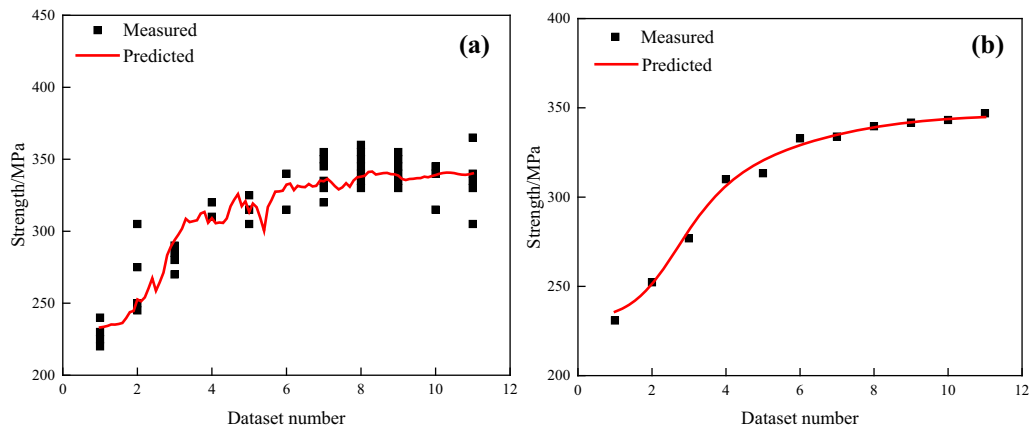 450
400
350
300
250
200
0
2
4
6
8
10
12
Strength/MPa
Dataset number
Measured
Predicted
(a)
400
350
300
250
200
0
2
4
6
8
10
12
Strength/MPa
Dataset number
Measured
Predicted
(b)